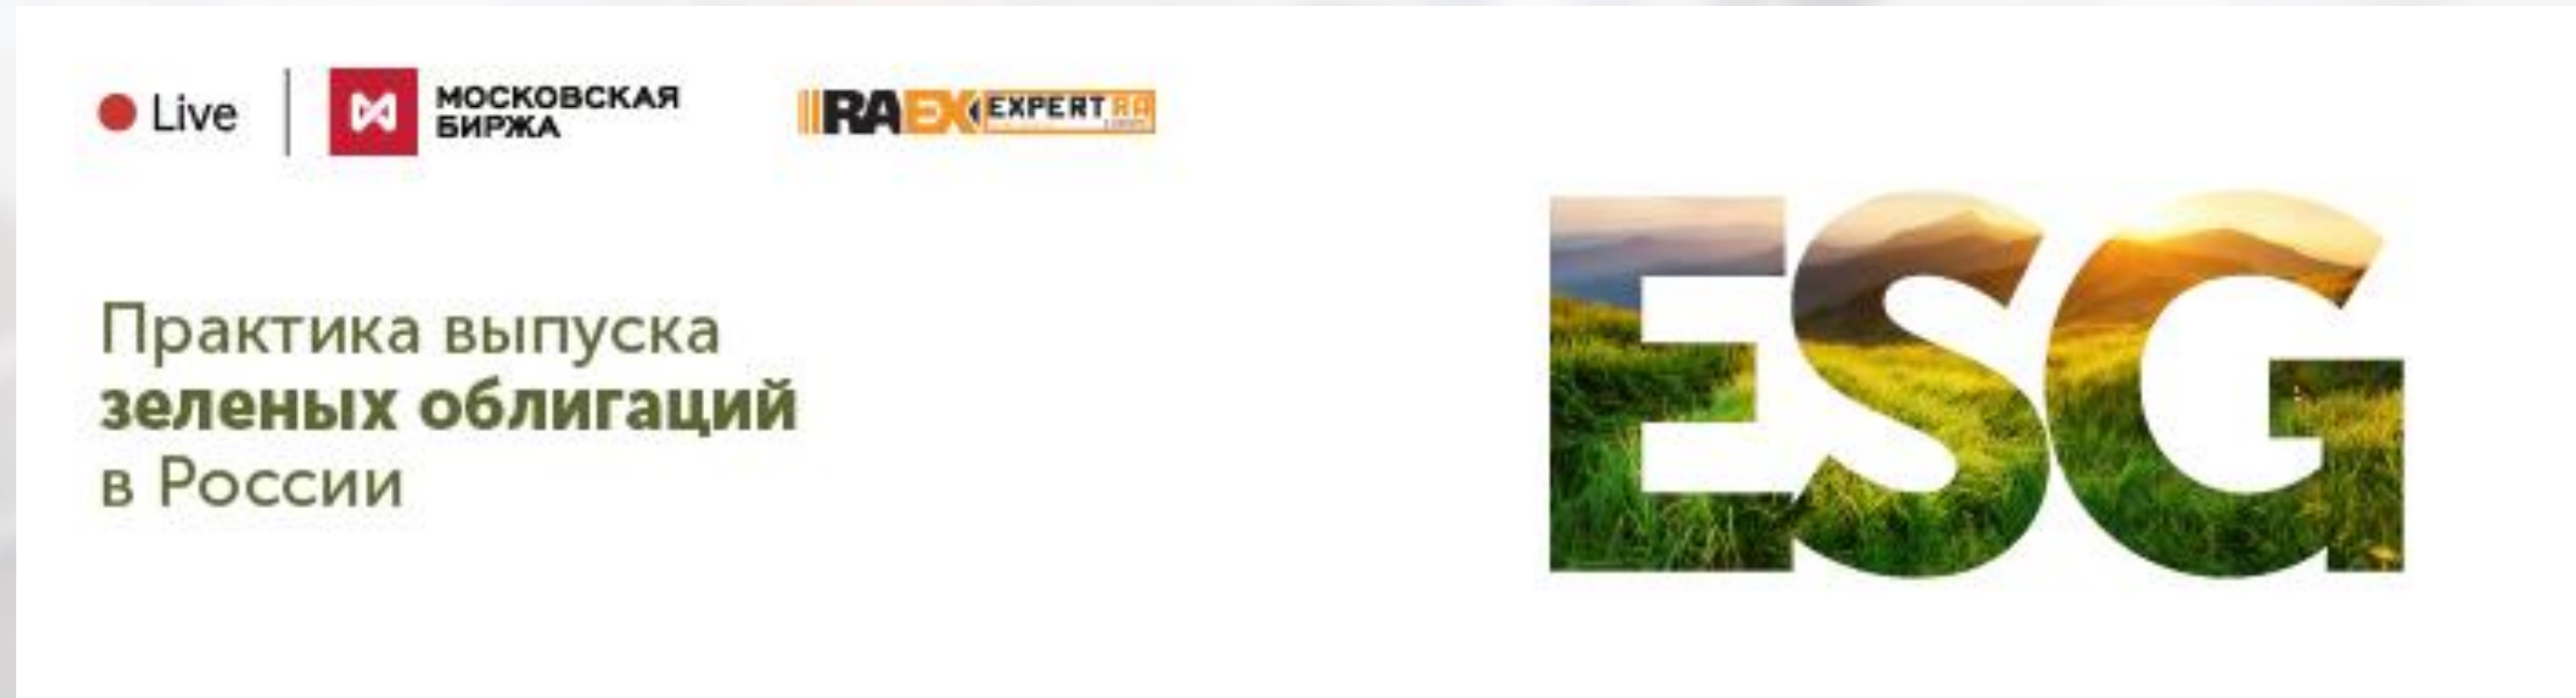 Live
МОСКОВСКАЯ
БИРЖА
RAEX EXPERT RA
Практика выпуска
зеленых облигаций
в России
ESG